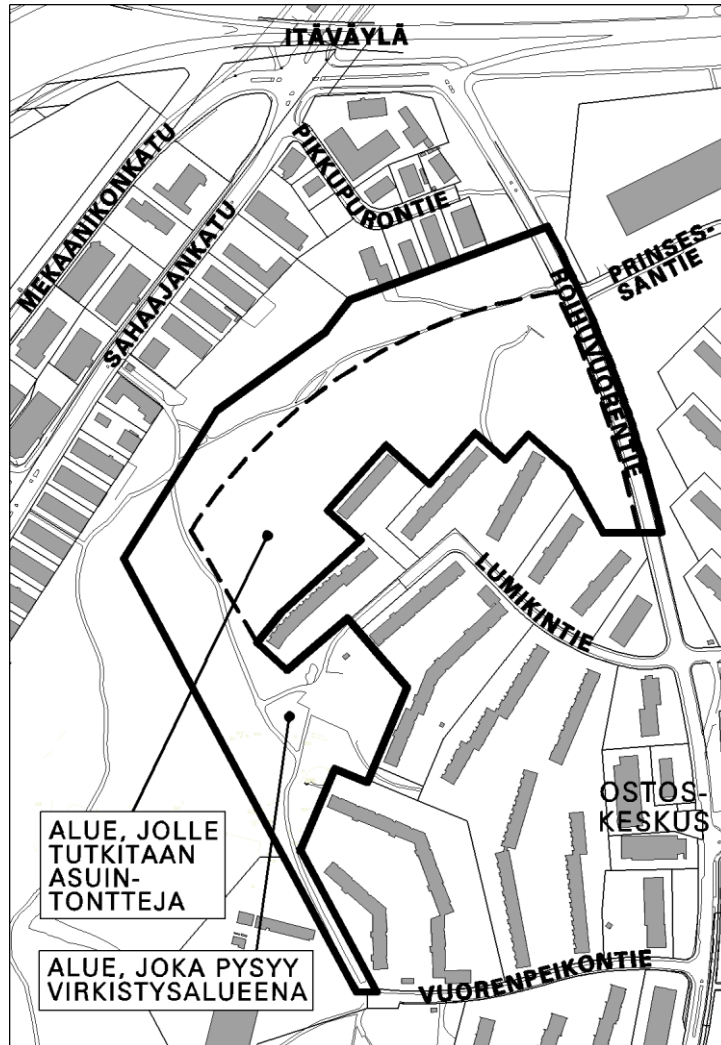 ITÄVÄYLÄ
MEKAANIKONKATU
SAHAAJANKATU
PIKKUPURONTIE
PRINSES-
SANTIE
ROIHUVUORENTIE
LUMIKINTIE
OSTOS-
KESKUS
ALUE, JOLLE
TUTKITAAN
ASUIN-
TONTTEJA
ALUE, JOKA PYSYY
VIRKISTYSALUEENA
VUORENPEIKONTIE